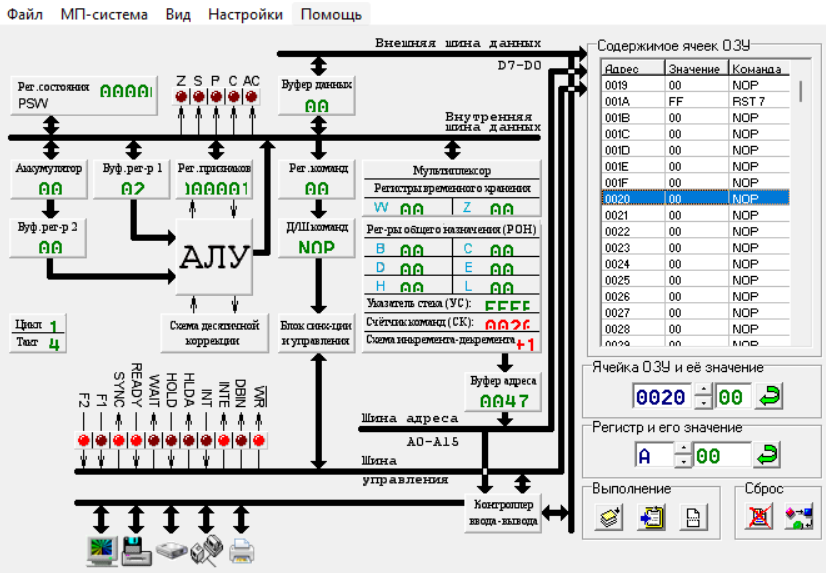 Файл МП-система Вид Настройки Помощь
Внешняя шина данных
D7-D0
Рег.состояния
PSW
Z S P C AC
Буфер данных
00
Внутренняя
шина данных
Аккумулятор
00
Буф.рег-р 1
02
Рег.признаков
Рег.команд
00
Мультиплексор
Регистры временного хранения
W 00 Z 00
Буф.рег-р 2
00
АЛУ
Д/Ш команд
NOP
Рег-ры общего назначения (РОН)
B 00 C 00
D 00 E 00
H 00 L 00
Указатель стека (УС):
Счётчик команд (СК):
Схема инкремента-декремента +1
Цикл 1
Такт 4
Схема десятичной
коррекции
Блок синх-ции
и управления
Буфер адреса
0047
F2 F1 SYNC READY WAIT HOLD HLDA INT INTE DBIN WR
Шина адреса
A0-A15
Шина
управления
Контроллер
ввода-вывода
Содержимое ячеек ОЗУ
Адрес Значение Команда
0019 00 NOP
001A FF RST 7
001B 00 NOP
001C 00 NOP
001D 00 NOP
001E 00 NOP
001F 00 NOP
0020 00 NOP
0021 00 NOP
0022 00 NOP
0023 00 NOP
0024 00 NOP
0025 00 NOP
0026 00 NOP
0027 00 NOP
0028 00 NOP
0029 00 NOP
Ячейка ОЗУ и её значение
0020 00
Регистр и его значение
A 00
Выполнение
Сброс